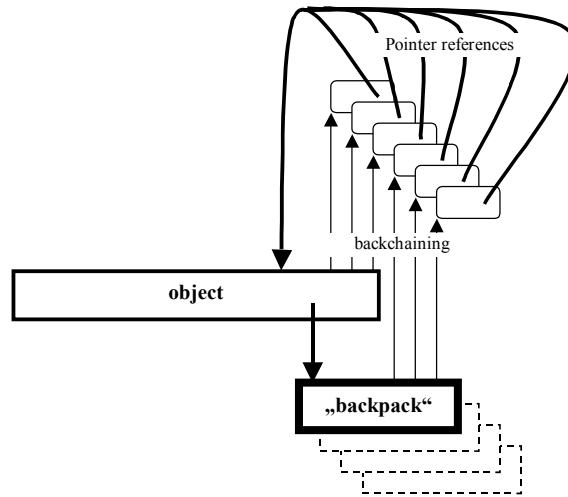 Pointer references
backchaining
object
„backpack“